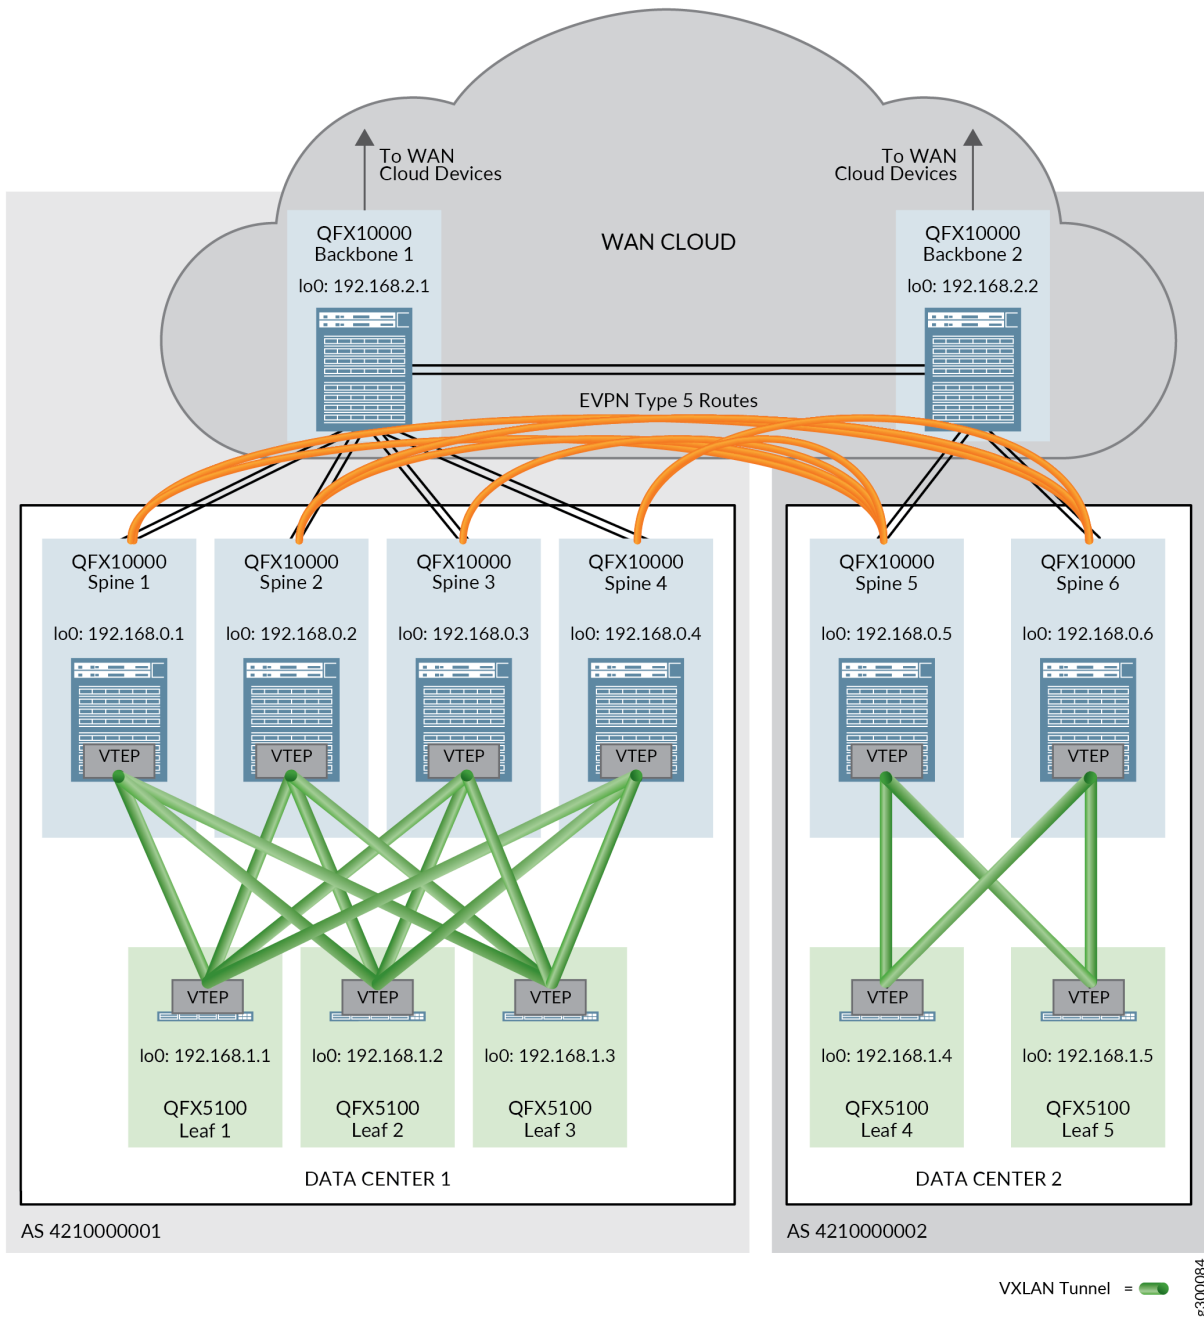 To WAN
Cloud Devices
To WAN
Cloud Devices
QFX10000
Backbone 1
lo0: 192.168.2.1
WAN CLOUD
QFX10000
Backbone 2
lo0: 192.168.2.2
EVPN Type 5 Routes
QFX10000
Spine 1
lo0: 192.168.0.1
QFX10000
Spine 2
lo0: 192.168.0.2
QFX10000
Spine 3
lo0: 192.168.0.3
QFX10000
Spine 4
lo0: 192.168.0.4
QFX10000
Spine 5
lo0: 192.168.0.5
QFX10000
Spine 6
lo0: 192.168.0.6
VTEP
VTEP
VTEP
VTEP
VTEP
VTEP
VTEP
lo0: 192.168.1.1
QFX5100
Leaf 1
VTEP
lo0: 192.168.1.2
QFX5100
Leaf 2
VTEP
lo0: 192.168.1.3
QFX5100
Leaf 3
VTEP
lo0: 192.168.1.4
QFX5100
Leaf 4
VTEP
lo0: 192.168.1.5
QFX5100
Leaf 5
DATA CENTER 1
DATA CENTER 2
AS 4210000001
AS 4210000002
VXLAN Tunnel =
g300084